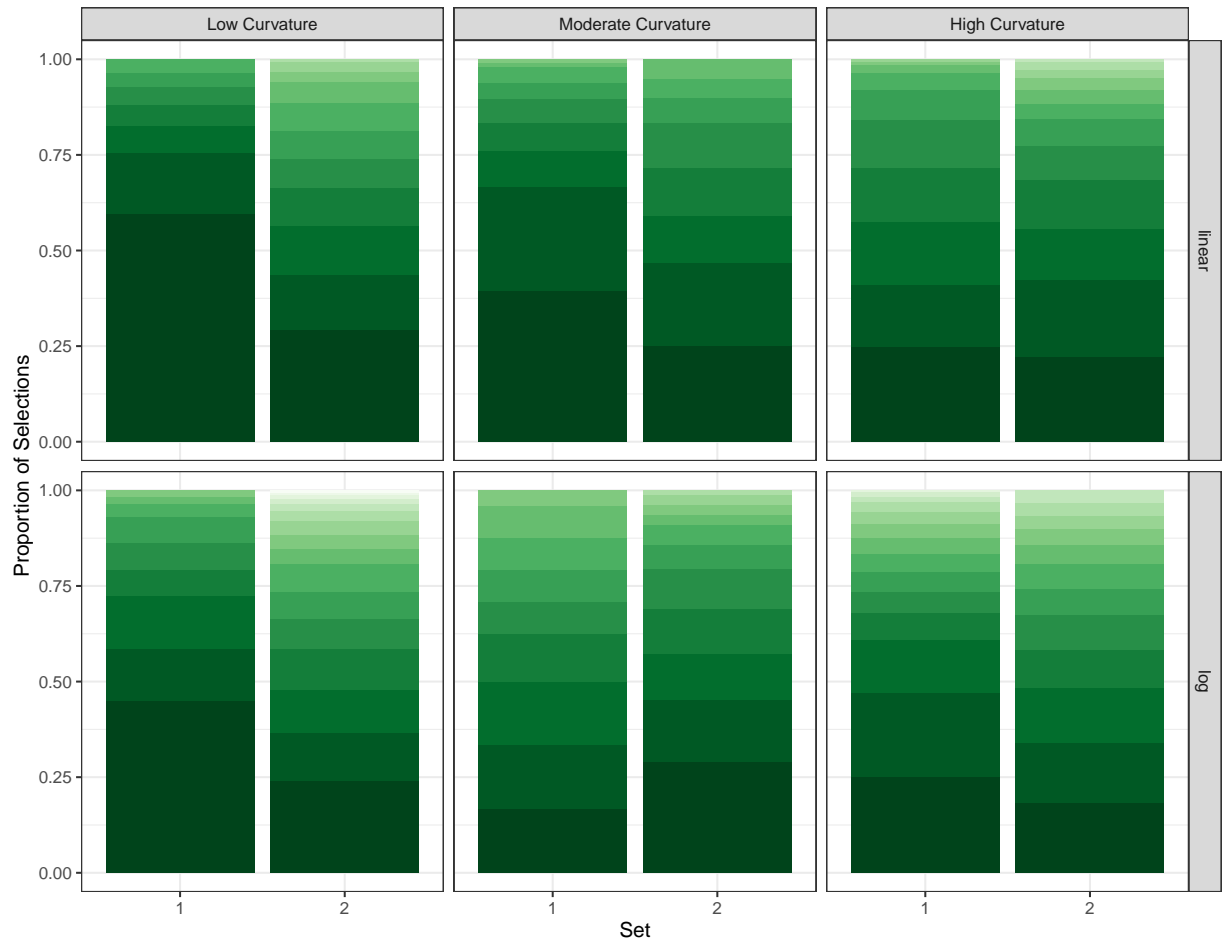 Low Curvature
Moderate Curvature
High Curvature
1.00
0.75
0.50
0.25
0.00
linear
1.00
0.75
0.50
0.25
0.00
log
Proportion of Selections
1
2
1
2
1
2
Set